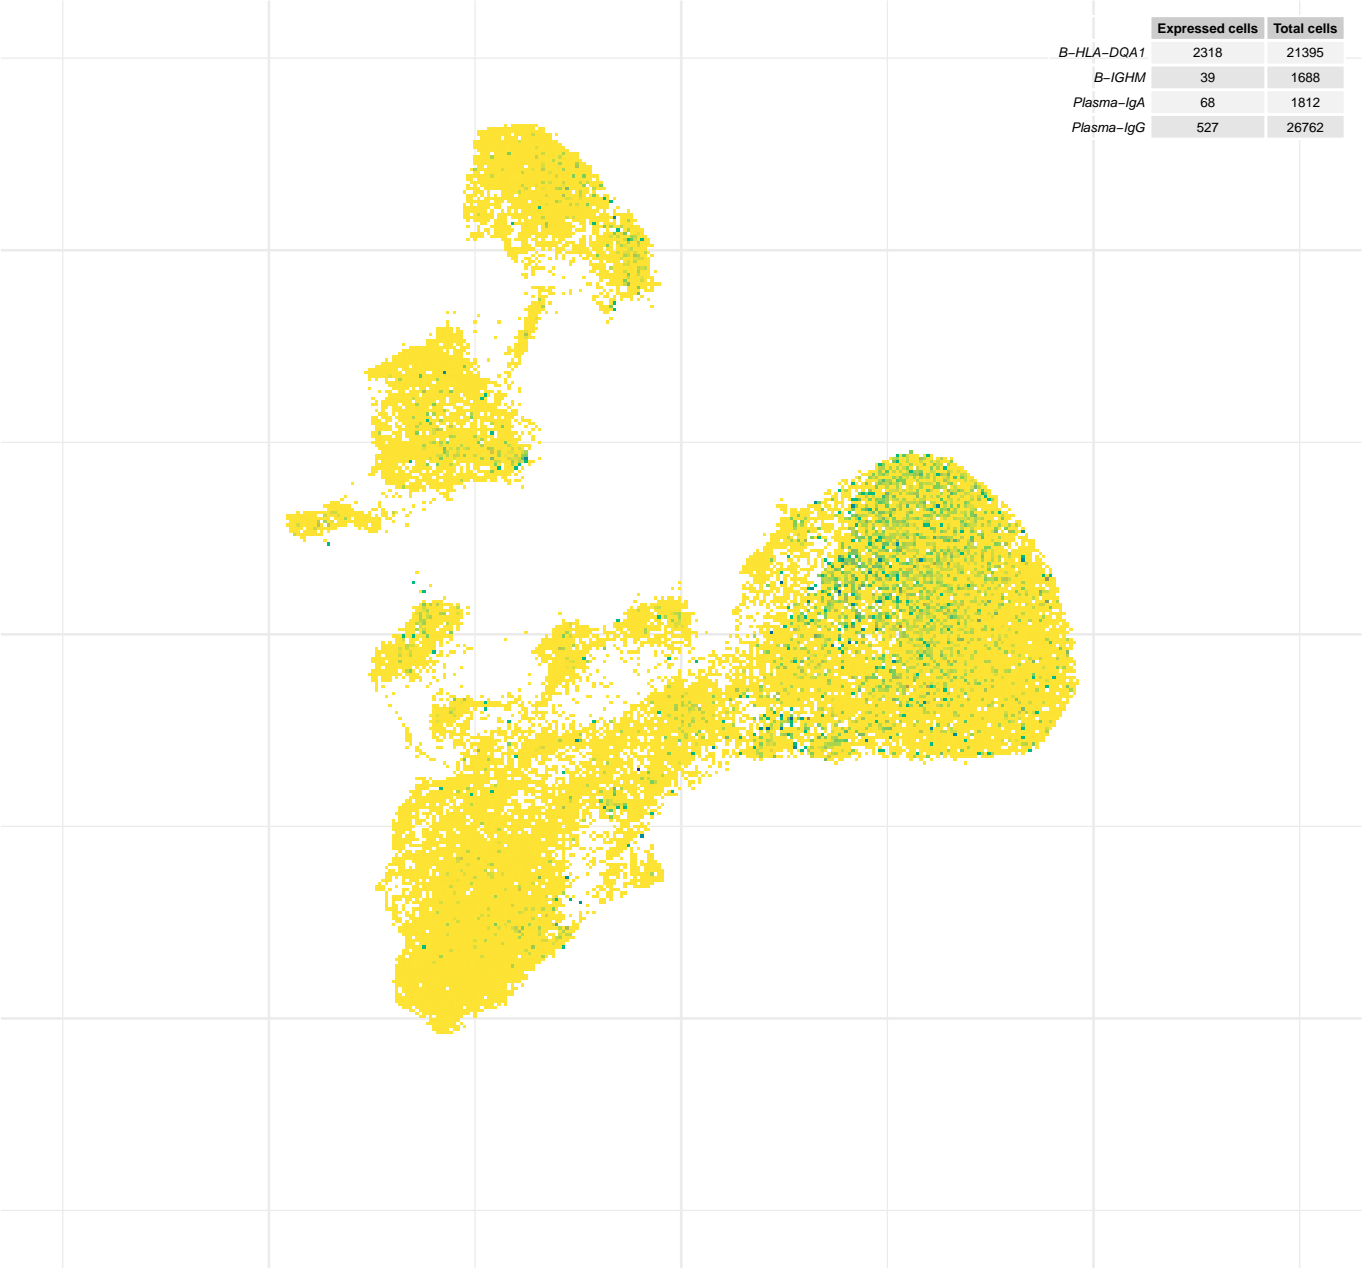 Expressed cells Total cells
B−HLA−DQA1 2318 21395
B−IGHM 39 1688
Plasma−IgA 68 1812
Plasma−IgG 527 26762